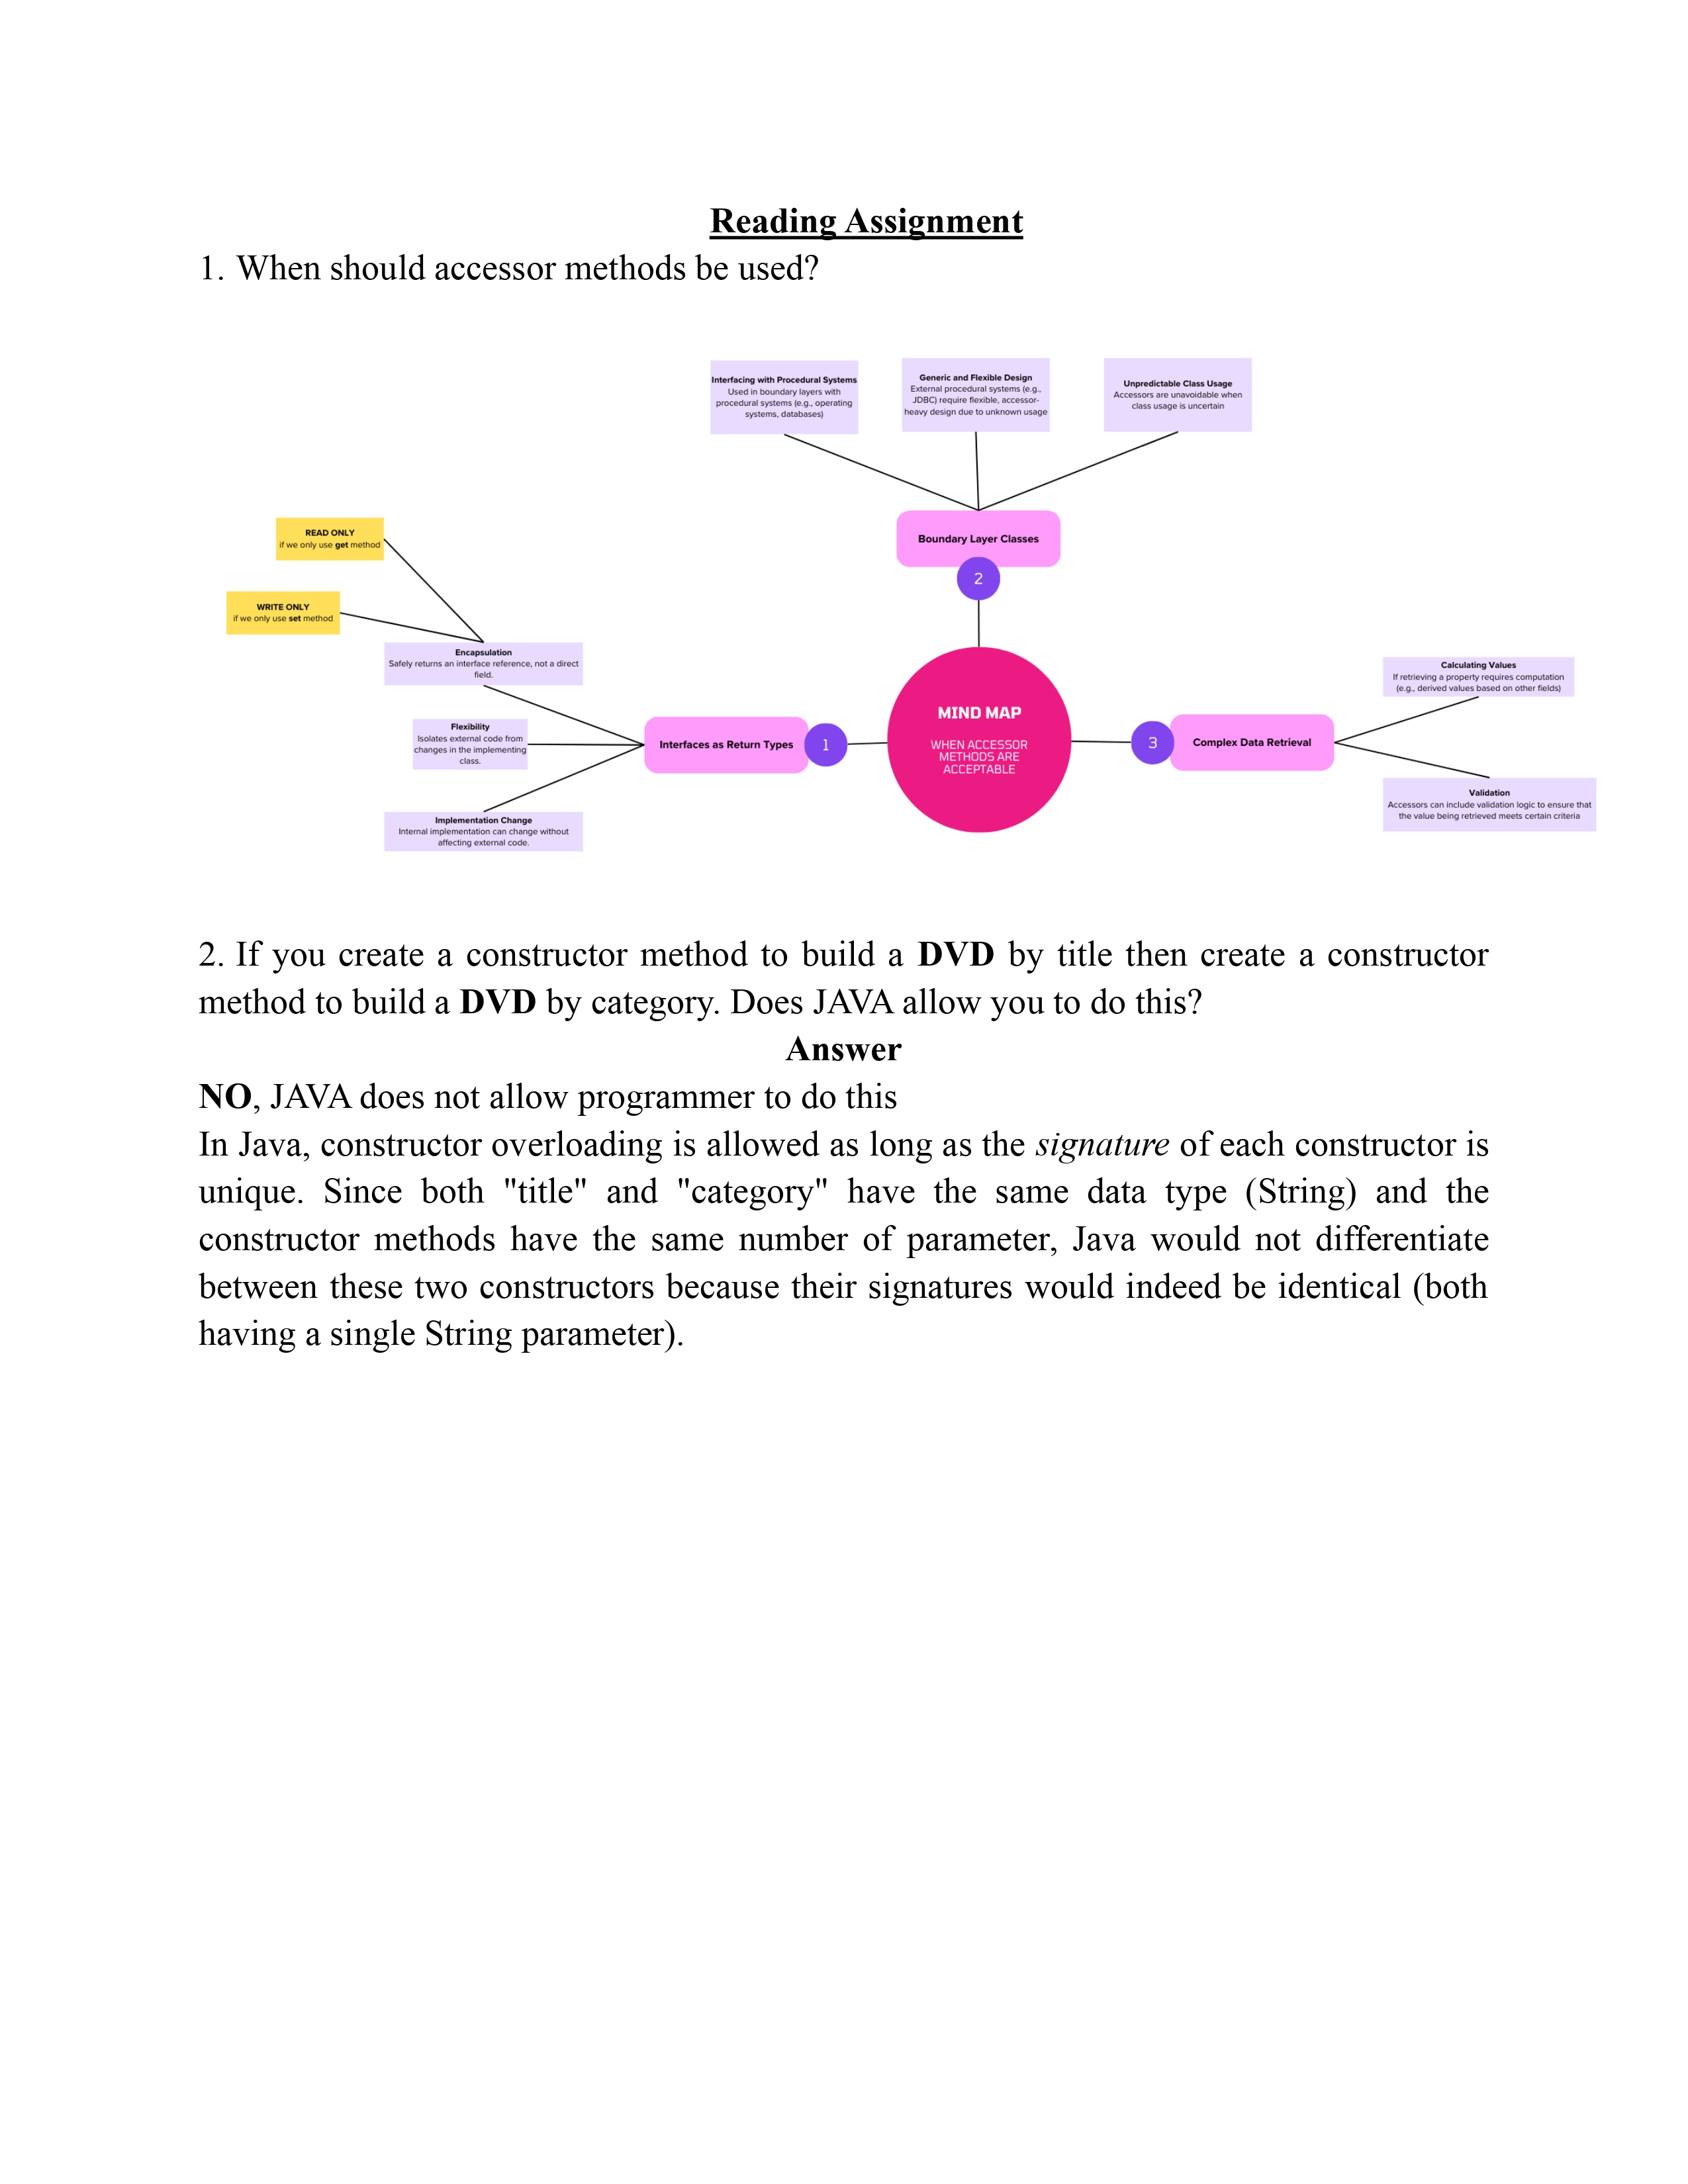 Reading Assignment
1. When should accessor methods be used?
Interfacing with Procedural Systems
Used in boundary layers with
procedural systems (e.g., operating
systems, databases)
Generic and Flexible Design
External procedural systems (e.g.,
JDBC) require flexible, accessor-
heavy design due to unknown usage
Unpredictable Class Usage
Accessors are unavoidable when
class usage is uncertain
Boundary Layer Classes
2
READ ONLY
if we only use get method
WRITE ONLY
if we only use set method
Encapsulation
Safely returns an interface reference, not a direct
field.
Flexibility
Isolates external code from
changes in the implementing
class.
Implementation Change
Internal implementation can change without
affecting external code.
Interfaces as Return Types
1
MIND MAP
WHEN ACCESSOR
METHODS ARE
ACCEPTABLE
3
Complex Data Retrieval
Calculating Values
If retrieving a property requires computation
(e.g., derived values based on other fields)
Validation
Accessors can include validation logic to ensure that
the value being retrieved meets certain criteria
2. If you create a constructor method to build a DVD by title then create a constructor
method to build a DVD by category. Does JAVA allow you to do this?
Answer
NO, JAVA does not allow programmer to do this
In Java, constructor overloading is allowed as long as the signature of each constructor is
unique. Since both "title" and "category" have the same data type (String) and the
constructor methods have the same number of parameter, Java would not differentiate
between these two constructors because their signatures would indeed be identical (both
having a single String parameter).